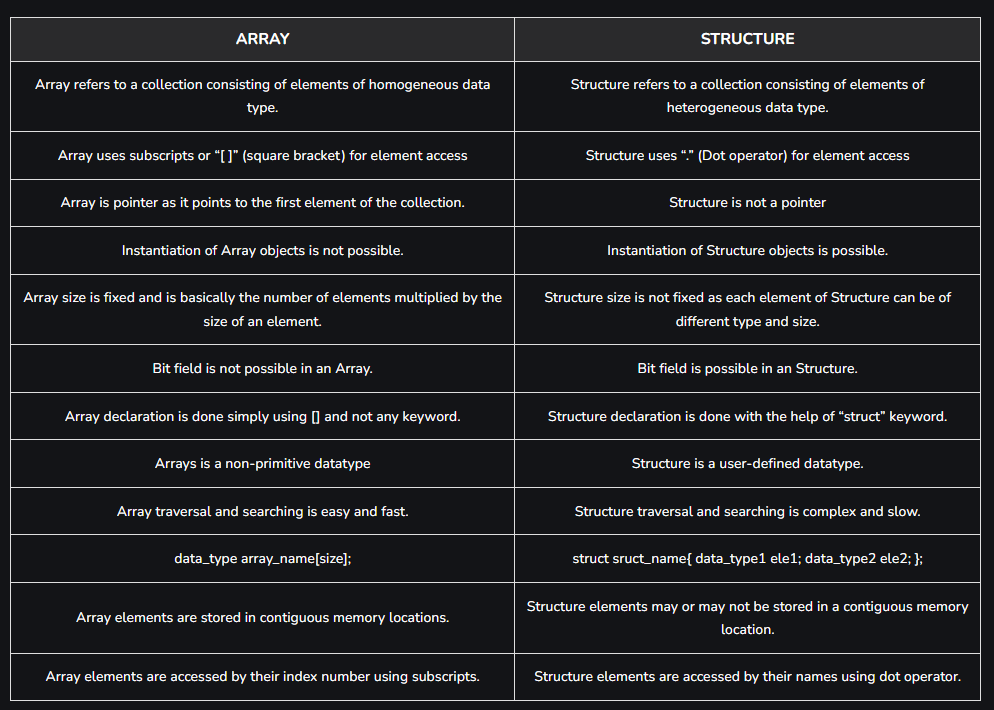 ARRAY
STRUCTURE
Array refers to a collection consisting of elements of homogeneous data
type.
Structure refers to a collection consisting of elements of
heterogeneous data type.
Array uses subscripts or “[ ]” (square bracket) for element access
Structure uses “.” (Dot operator) for element access
Array is pointer as it points to the first element of the collection.
Structure is not a pointer
Instantiation of Array objects is not possible.
Instantiation of Structure objects is possible.
Array size is fixed and is basically the number of elements multiplied by the
size of an element.
Structure size is not fixed as each element of Structure can be of
different type and size.
Bit field is not possible in an Array.
Bit field is possible in an Structure.
Array declaration is done simply using [] and not any keyword.
Structure declaration is done with the help of “struct” keyword.
Arrays is a non-primitive datatype
Structure is a user-defined datatype.
Array traversal and searching is easy and fast.
Structure traversal and searching is complex and slow.
data_type array_name[size];
struct sruct_name{ data_type1 ele1; data_type2 ele2; };
Array elements are stored in contiguous memory locations.
Structure elements may or may not be stored in a contiguous memory
location.
Array elements are accessed by their index number using subscripts.
Structure elements are accessed by their names using dot operator.